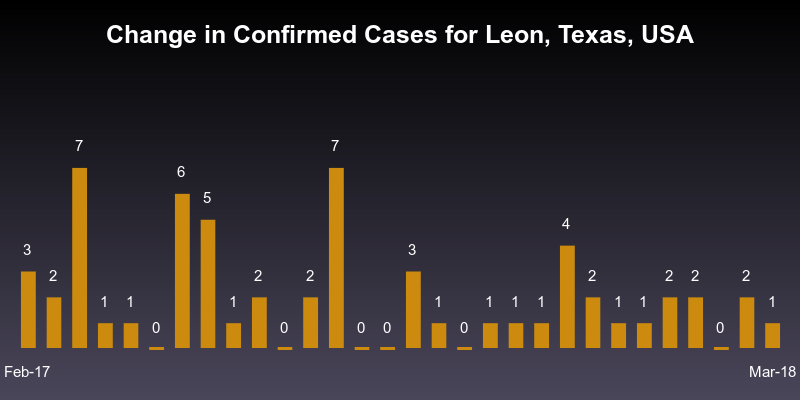 Change in Confirmed Cases for Leon, Texas, USA
3 2 7 1 1 0 6 5 1 2 0 2 7 0 0 3 1 0 1 1 1 4 2 1 1 2 2 0 2 1
Feb-17 Mar-18